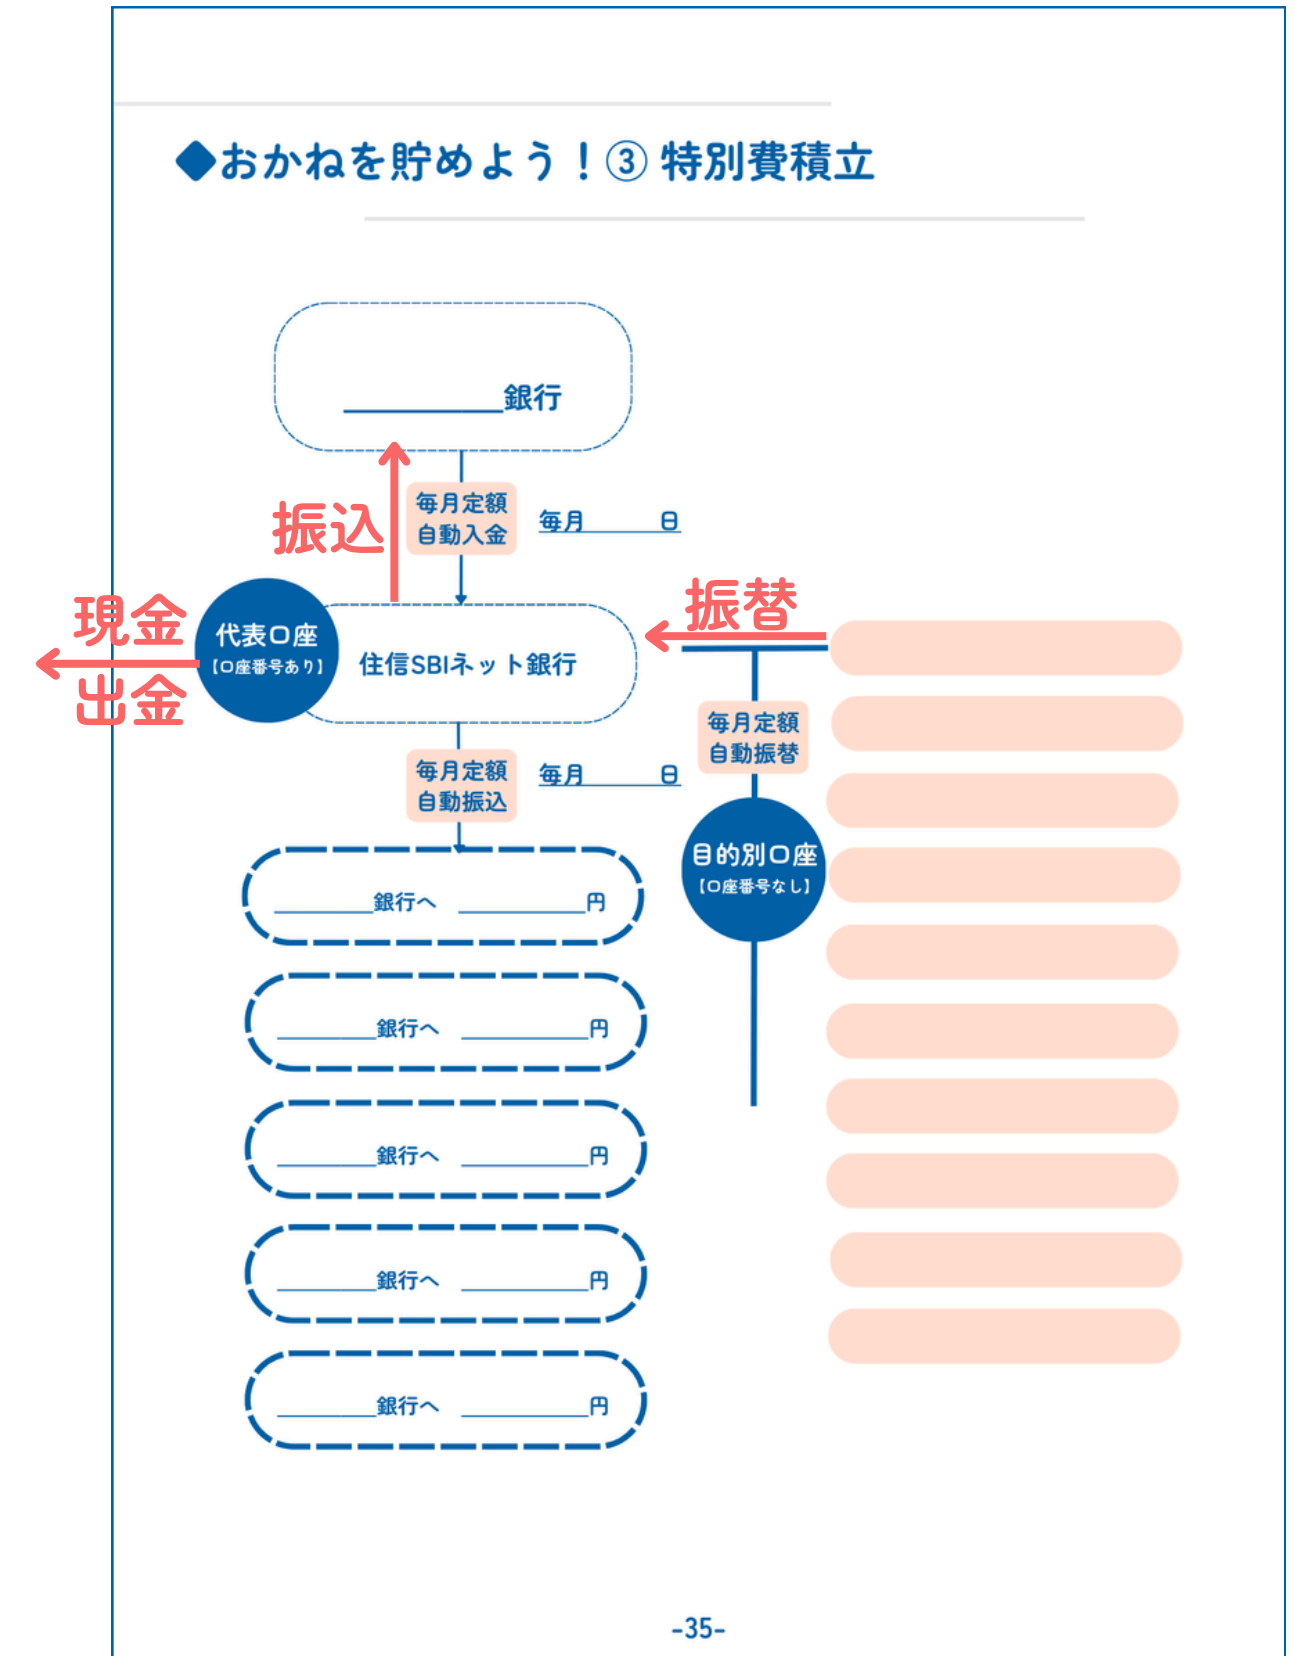 ◆おかねを貯めよう！③ 特別費積立
銀行
振込
毎月定額
自動入金
毎月 日
現金
出金
代表口座
【口座番号あり】
住信SBIネット銀行
振替
毎月定額
自動振替
毎月定額
自動振込
毎月 日
目的別口座
【口座番号なし】
銀行へ 円
銀行へ 円
銀行へ 円
銀行へ 円
銀行へ 円
-35-